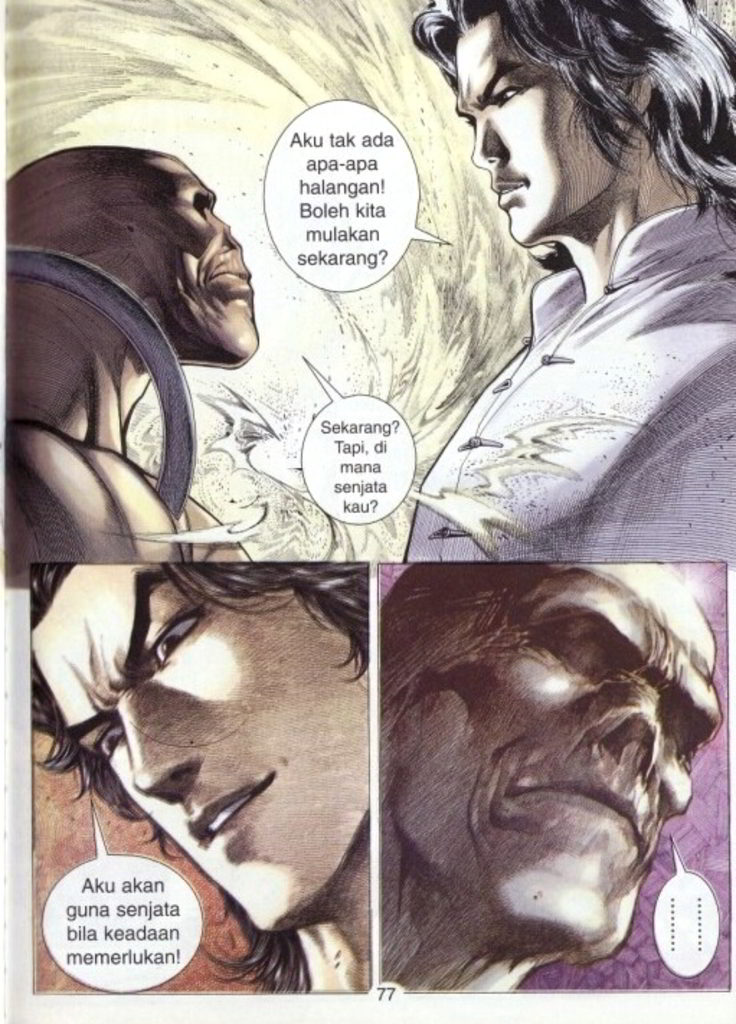 Aku tak ada
apa-apa
halangan!
Boleh kita
mulakan
sekarang?
Sekarang?
Tapi, di
mana
senjata
kau?
Aku akan
guna senjata
bila keadaan
memerlukan!
........
........
77